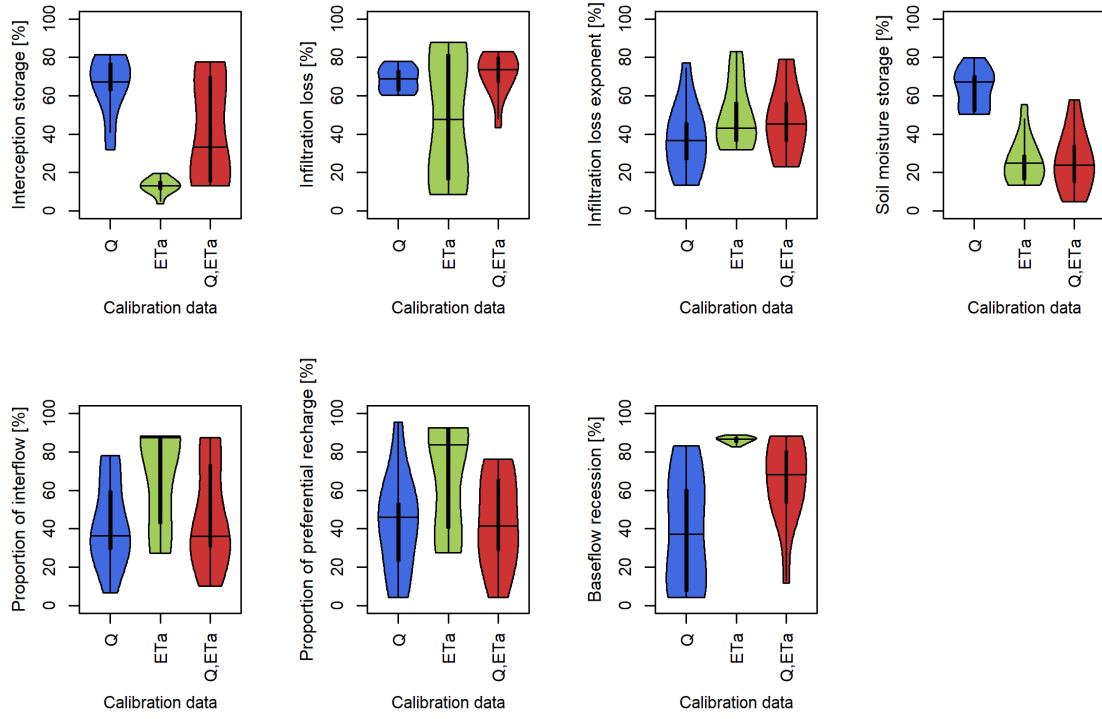 Interception storage [%]
0 20 40 60 80 100
Q ETa Q,ETa
Calibration data
Infiltration loss [%]
0 20 40 60 80 100
Q ETa Q,ETa
Calibration data
Infiltration loss exponent [%]
0 20 40 60 80 100
Q ETa Q,ETa
Calibration data
Soil moisture storage [%]
0 20 40 60 80 100
Q ETa Q,ETa
Calibration data
Proportion of interflow [%]
0 20 40 60 80 100
Q ETa Q,ETa
Calibration data
Proportion of preferential recharge [%]
0 20 40 60 80 100
Q ETa Q,ETa
Calibration data
Baseflow recession [%]
0 20 40 60 80 100
Q ETa Q,ETa
Calibration data